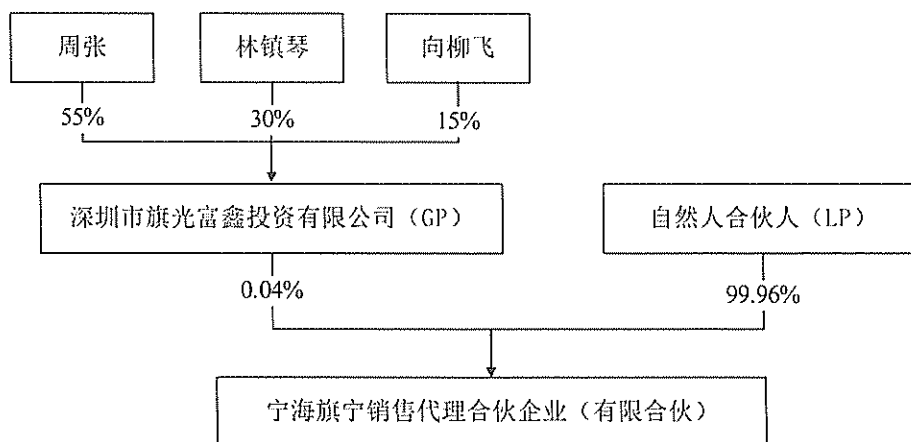 周张 林镇琴 向柳飞
55% 30% 15%
深圳市旗光富鑫投资有限公司（GP） 自然人合伙人（LP）
0.04% 99.96%
宁海旗宁销售代理合伙企业（有限合伙）